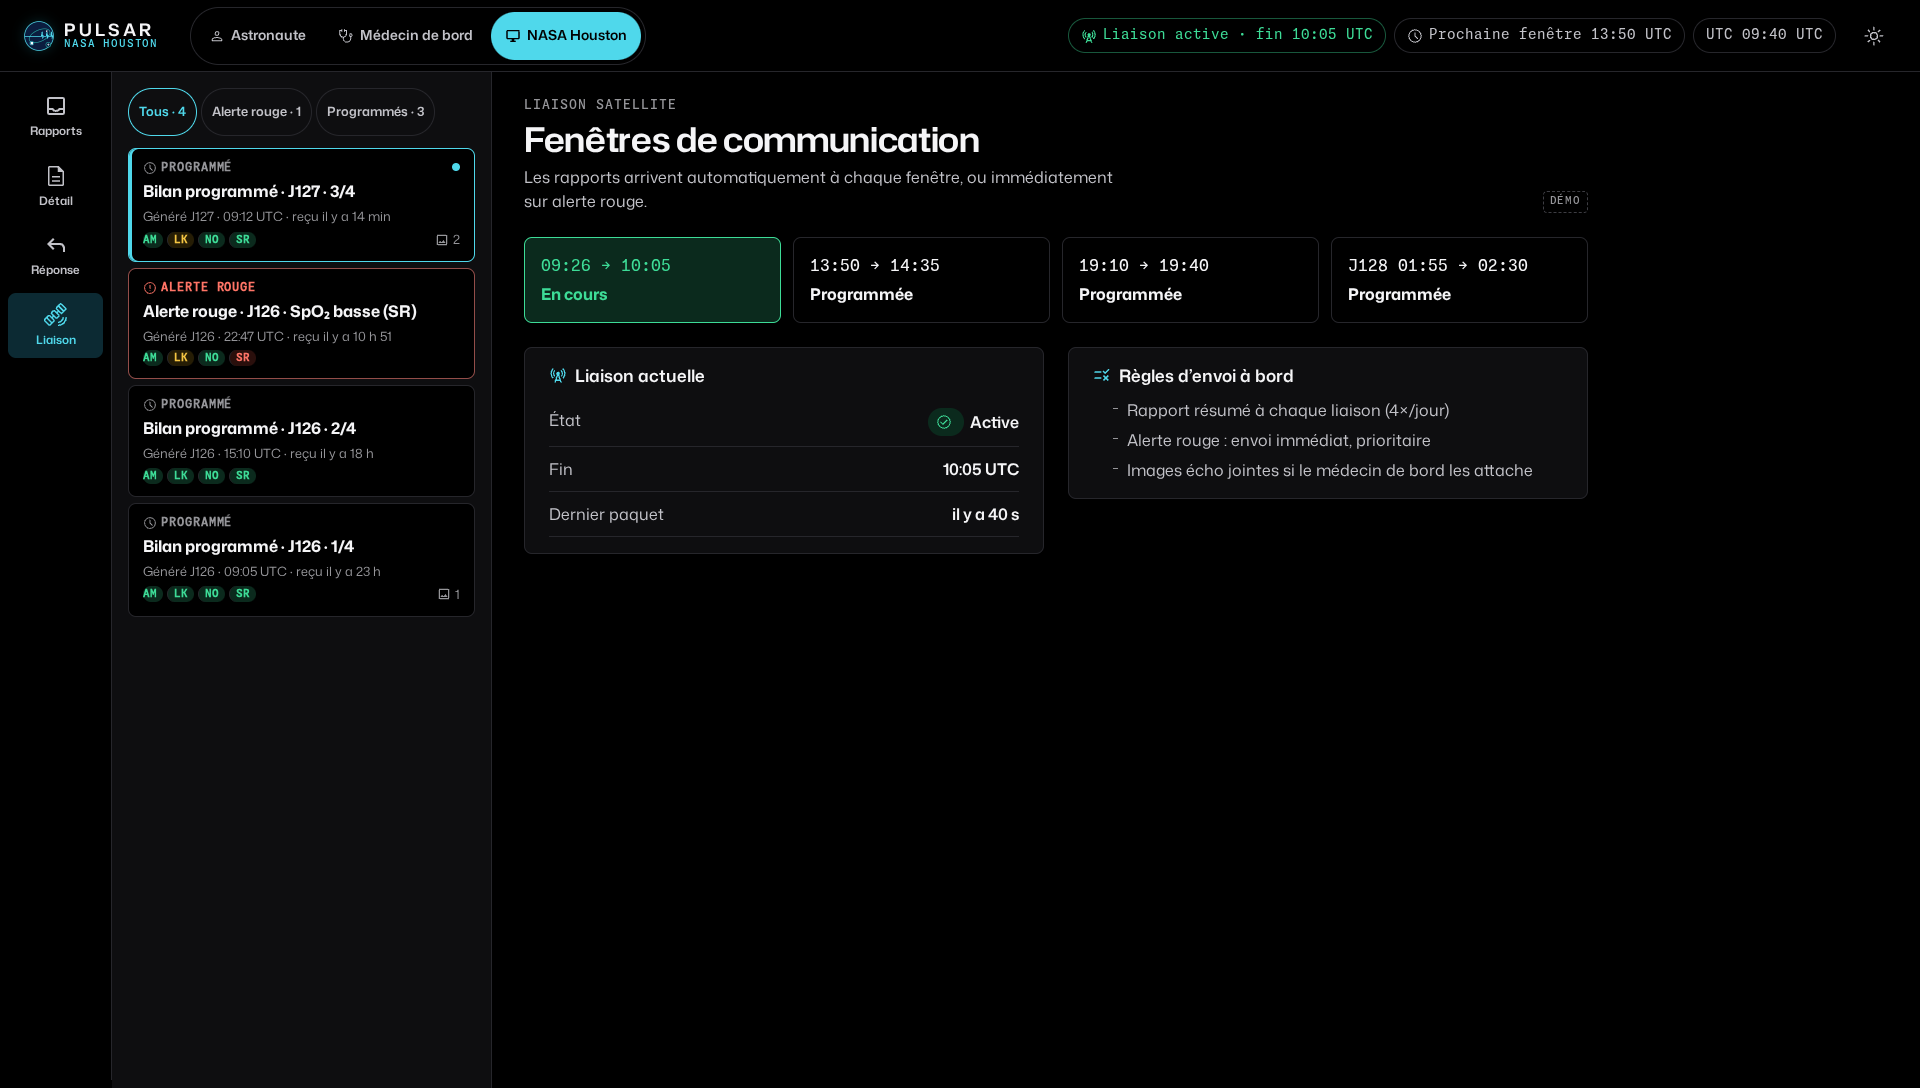 PULSAR
NASA HOUSTON
Astronaute
Médecin de bord
NASA Houston
Liaison active · fin 10:05 UTC
Prochaine fenêtre 13:50 UTC
UTC 09:40 UTC
Rapports
Détail
Réponse
Liaison
Tous · 4
Alerte rouge · 1
Programmés · 3
PROGRAMMÉ
Bilan programmé · J127 · 3/4
Généré J127 · 09:12 UTC · reçu il y a 14 min
AM LK NO SR
2
ALERTE ROUGE
Alerte rouge · J126 · SpO₂ basse (SR)
Généré J126 · 22:47 UTC · reçu il y a 10 h 51
AM LK NO SR
PROGRAMMÉ
Bilan programmé · J126 · 2/4
Généré J126 · 15:10 UTC · reçu il y a 18 h
AM LK NO SR
PROGRAMMÉ
Bilan programmé · J126 · 1/4
Généré J126 · 09:05 UTC · reçu il y a 23 h
AM LK NO SR
1
LIAISON SATELLITE
Fenêtres de communication
Les rapports arrivent automatiquement à chaque fenêtre, ou immédiatement
sur alerte rouge.
DÉMO
09:26 → 10:05
En cours
13:50 → 14:35
Programmée
19:10 → 19:40
Programmée
J128 01:55 → 02:30
Programmée
Liaison actuelle
État
Active
Fin
10:05 UTC
Dernier paquet
il y a 40 s
Règles d’envoi à bord
- Rapport résumé à chaque liaison (4×/jour)
- Alerte rouge : envoi immédiat, prioritaire
- Images écho jointes si le médecin de bord les attache